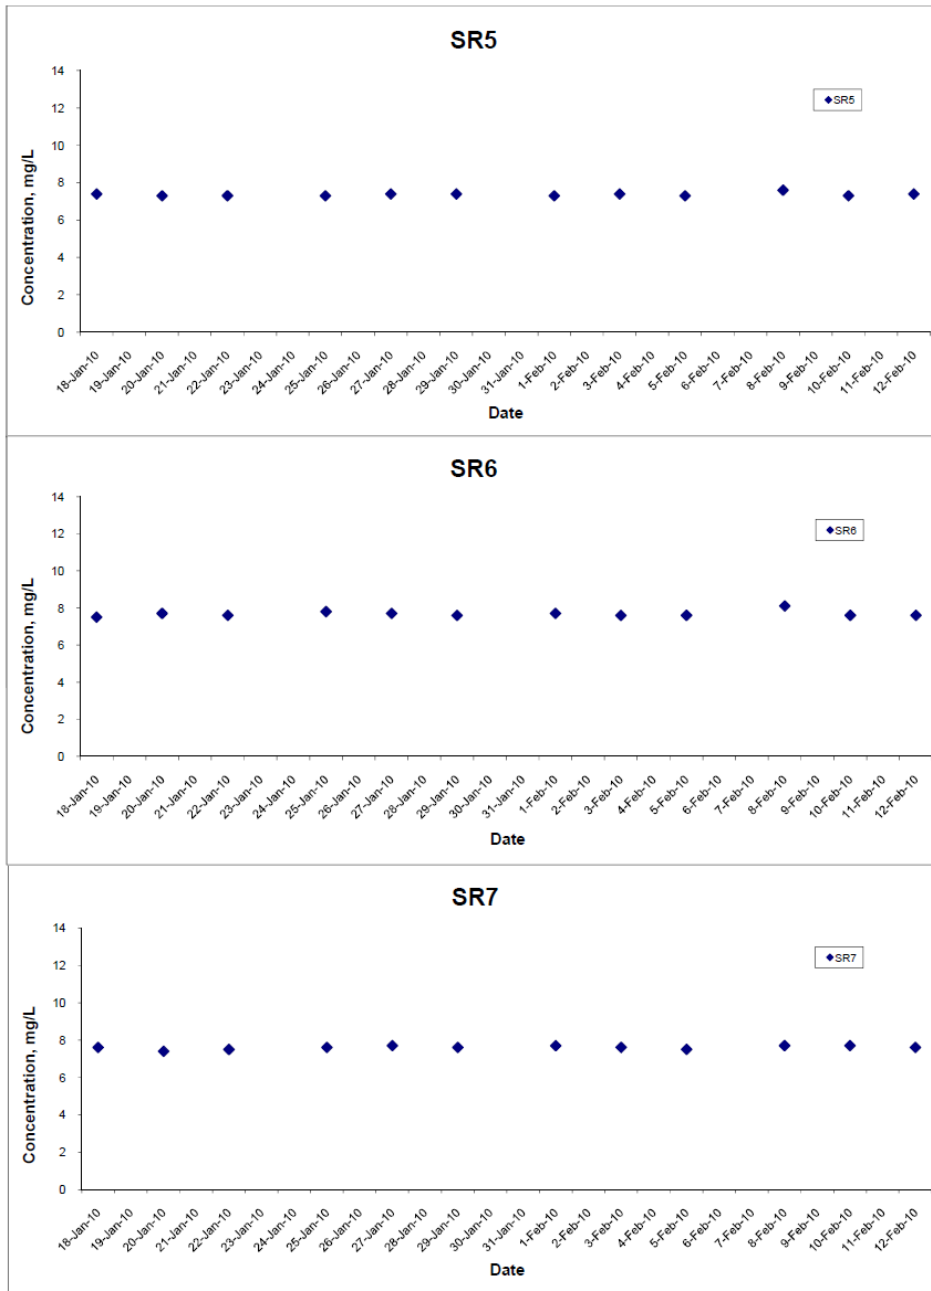 SR5
14
SR5
12
10
8
6
4
2
0
Concentration, mg/L
18-Jan-10 19-Jan-10 20-Jan-10 21-Jan-10 22-Jan-10 23-Jan-10 24-Jan-10 25-Jan-10 26-Jan-10 27-Jan-10 28-Jan-10 29-Jan-10 30-Jan-10 31-Jan-10 1-Feb-10 2-Feb-10 3-Feb-10 4-Feb-10 5-Feb-10 6-Feb-10 7-Feb-10 8-Feb-10 9-Feb-10 10-Feb-10 11-Feb-10 12-Feb-10
Date
SR6
14
SR6
12
10
8
6
4
2
0
Concentration, mg/L
18-Jan-10 19-Jan-10 20-Jan-10 21-Jan-10 22-Jan-10 23-Jan-10 24-Jan-10 25-Jan-10 26-Jan-10 27-Jan-10 28-Jan-10 29-Jan-10 30-Jan-10 31-Jan-10 1-Feb-10 2-Feb-10 3-Feb-10 4-Feb-10 5-Feb-10 6-Feb-10 7-Feb-10 8-Feb-10 9-Feb-10 10-Feb-10 11-Feb-10 12-Feb-10
Date
SR7
14
SR7
12
10
8
6
4
2
0
Concentration, mg/L
18-Jan-10 19-Jan-10 20-Jan-10 21-Jan-10 22-Jan-10 23-Jan-10 24-Jan-10 25-Jan-10 26-Jan-10 27-Jan-10 28-Jan-10 29-Jan-10 30-Jan-10 31-Jan-10 1-Feb-10 2-Feb-10 3-Feb-10 4-Feb-10 5-Feb-10 6-Feb-10 7-Feb-10 8-Feb-10 9-Feb-10 10-Feb-10 11-Feb-10 12-Feb-10
Date